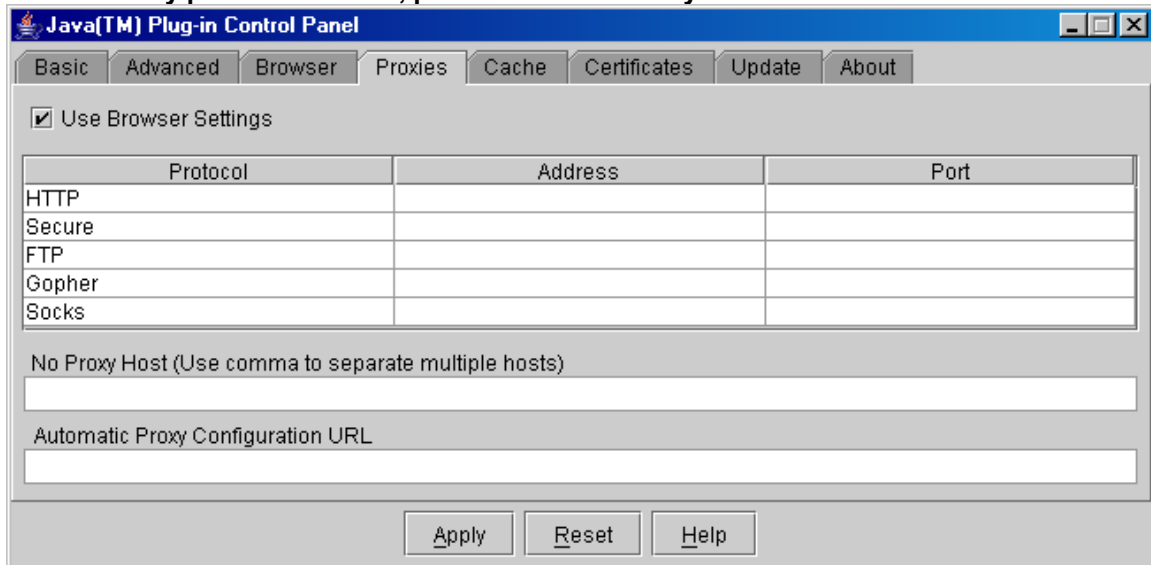 Java(TM) Plug-in Control Panel
Basic Advanced Browser Proxies Cache Certificates Update About
Use Browser Settings
Protocol Address Port
HTTP
Secure
FTP
Gopher
Socks
No Proxy Host (Use comma to separate multiple hosts)
Automatic Proxy Configuration URL
Apply Reset Help